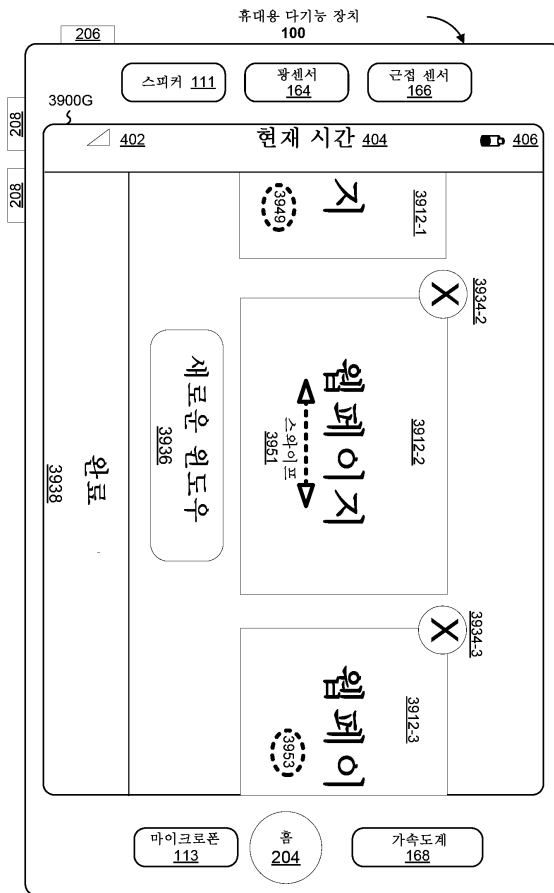 휴대용 다기능 장치
100
206
스피커 111
광센서
164
근접 센서
166
3900G
208
208
402
현재 시간 404
406
3949
지
3912-1
X
3934-2
웹 페이지
스와이프
3951
3912-2
새로운 윈도우
3936
완료
3938
X
3934-3
웹 페이
3953
3912-3
마이크로폰
113
홈
204
가속도계
168